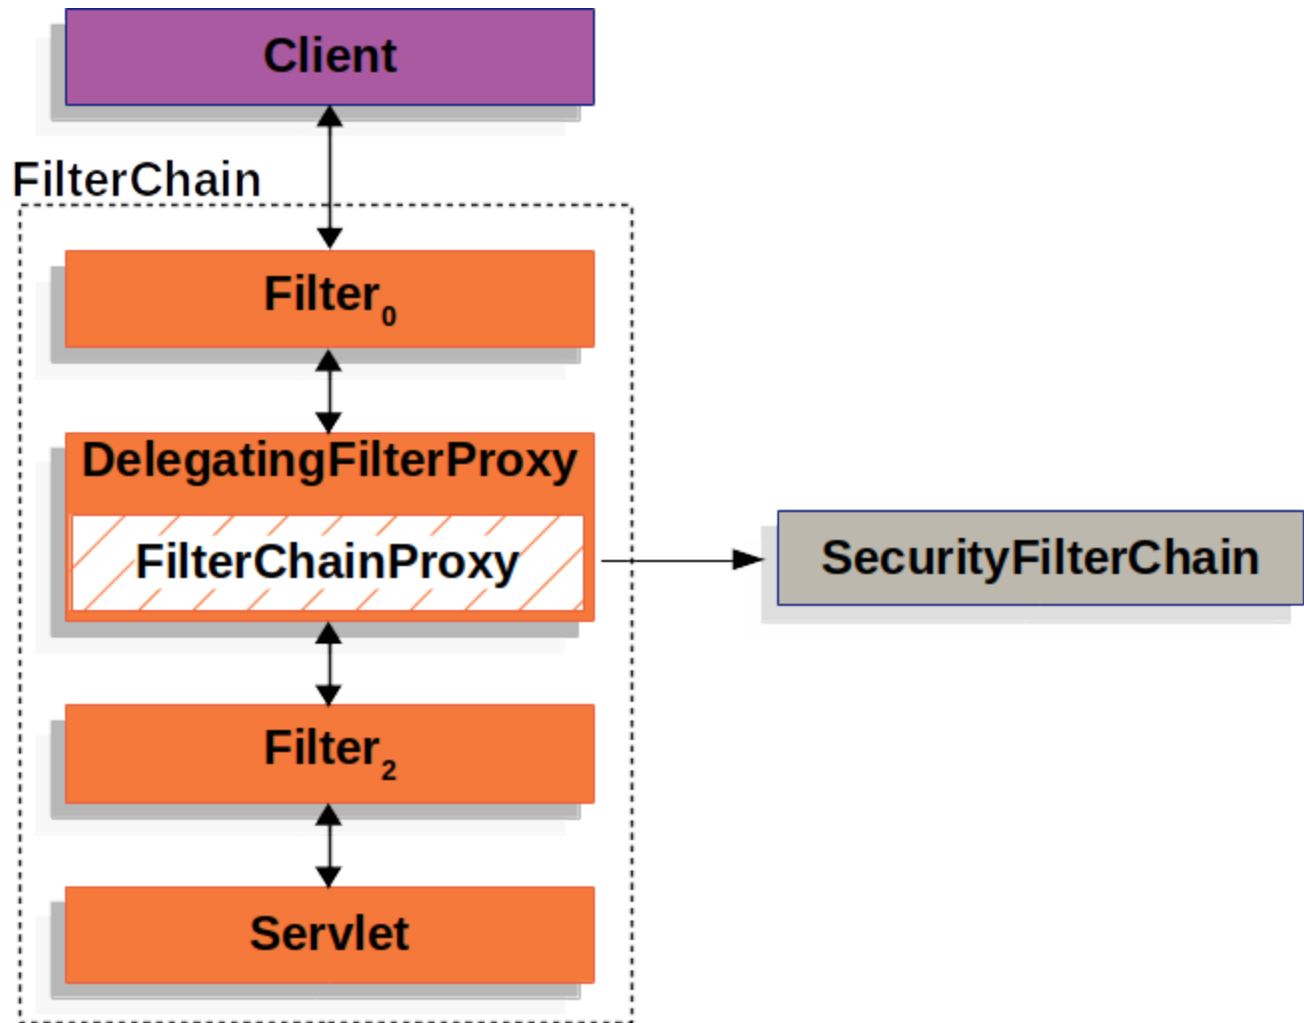 Client
FilterChain
Filter0
DelegatingFilterProxy
FilterChainProxy
SecurityFilterChain
Filter2
Servlet